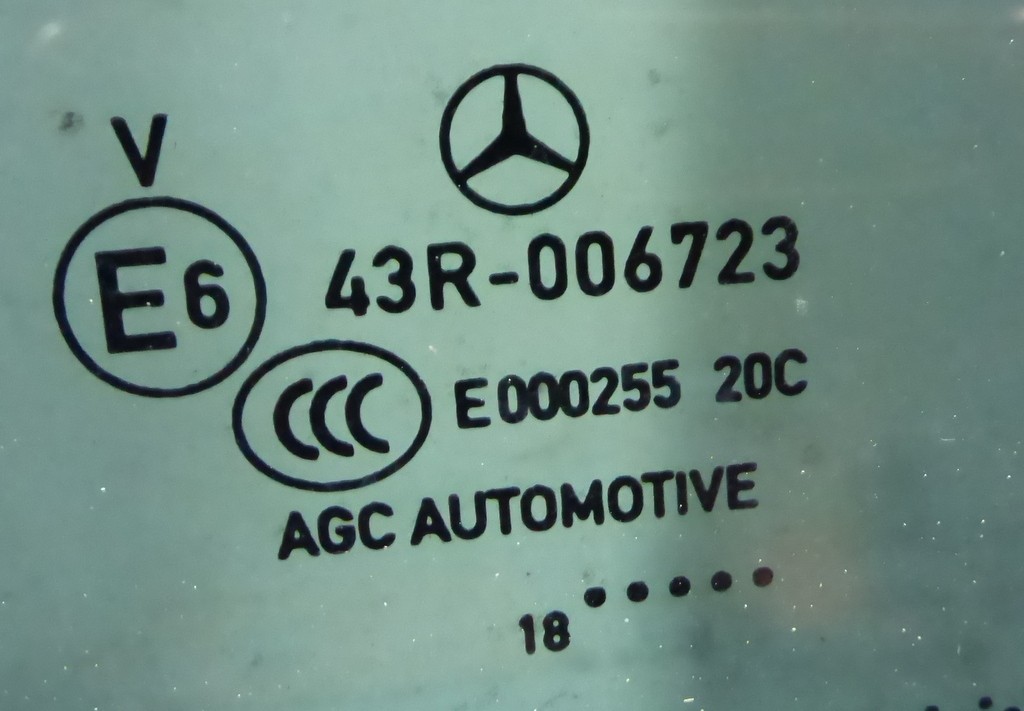 V
E6
43R-006723
CCC E000255 20C
AGC AUTOMOTIVE
18 •••••